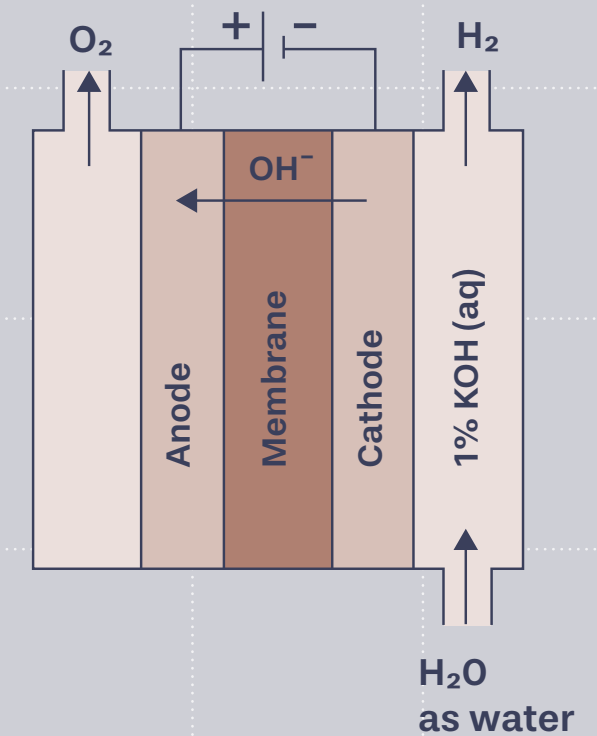 + −
O₂
H₂
OH⁻
Anode
Membrane
Cathode
1% KOH (aq)
H₂O
as water